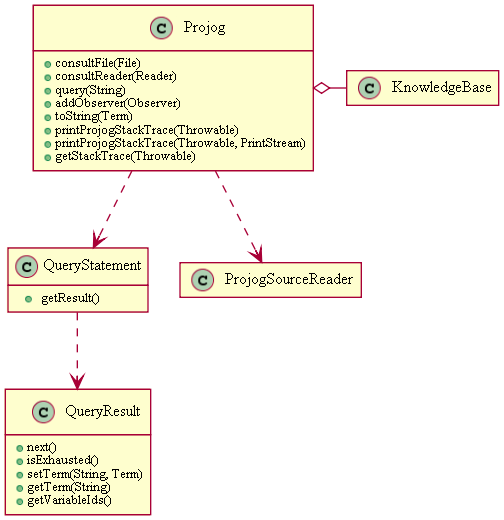 C Projog
consultFile(File)
consultReader(Reader)
query(String)
addObserver(Observer)
toString(Term)
printProjogStackTrace(Throwable)
printProjogStackTrace(Throwable, PrintStream)
getStackTrace(Throwable)
C KnowledgeBase
C QueryStatement
getResult()
C ProjogSourceReader
C QueryResult
next()
isExhausted()
setTerm(String, Term)
getTerm(String)
getVariableIds()